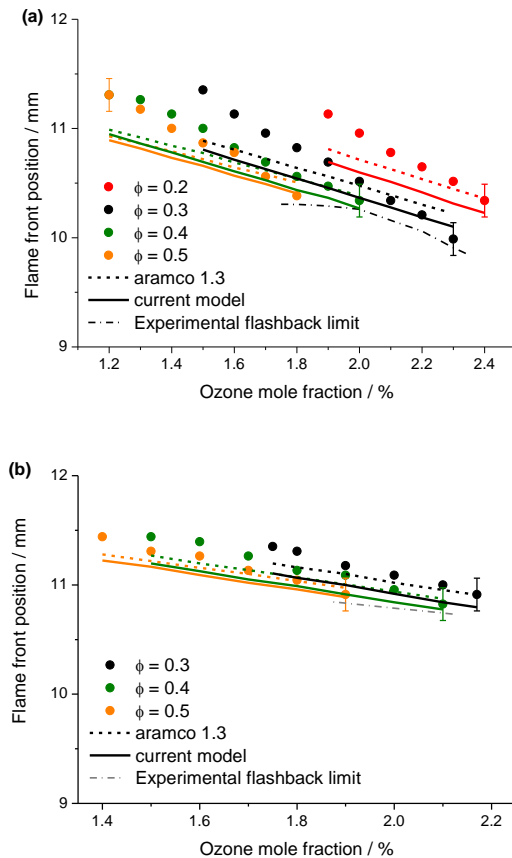 (a)
12
11
10
9
Flame front position / mm
ϕ = 0.2
ϕ = 0.3
ϕ = 0.4
ϕ = 0.5
aramco 1.3
current model
Experimental flashback limit
1.2 1.4 1.6 1.8 2.0 2.2 2.4
Ozone mole fraction / %
(b)
12
11
10
9
Flame front position / mm
ϕ = 0.3
ϕ = 0.4
ϕ = 0.5
aramco 1.3
current model
Experimental flashback limit
1.4 1.6 1.8 2.0 2.2
Ozone mole fraction / %